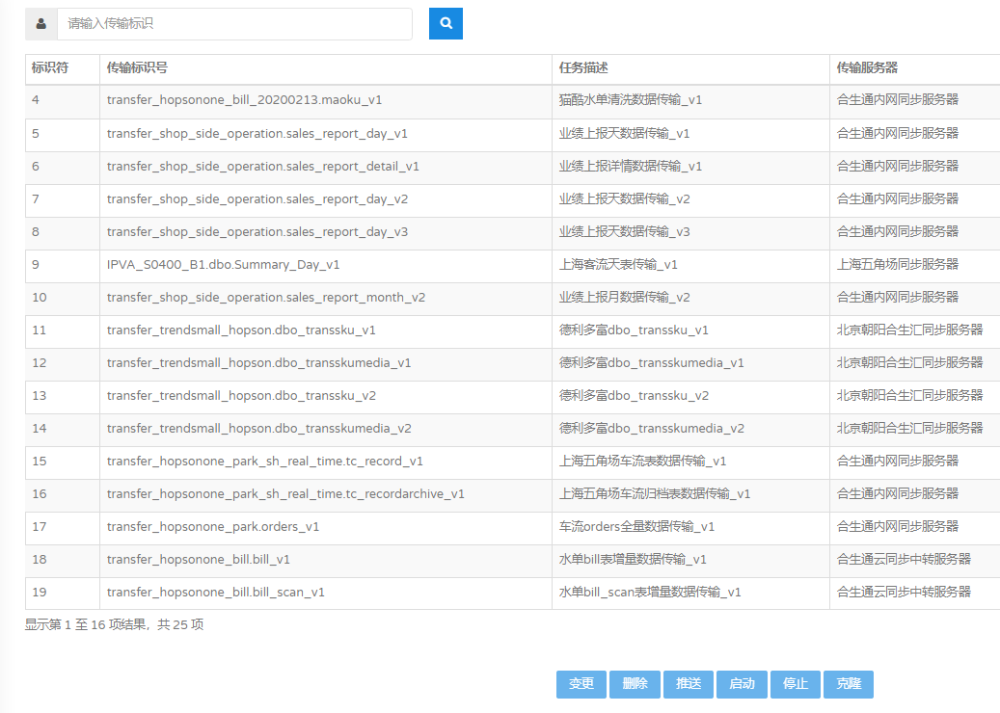 请输入传输标识
标识符 传输标识号 任务描述 传输服务器
4 transfer_hopsonone_bill_20200213.maoku_v1 猫酷水单清洗数据传输_v1 合生通内网同步服务器
5 transfer_shop_side_operation.sales_report_day_v1 业绩上报天数据传输_v1 合生通内网同步服务器
6 transfer_shop_side_operation.sales_report_detail_v1 业绩上报详情数据传输_v1 合生通内网同步服务器
7 transfer_shop_side_operation.sales_report_day_v2 业绩上报天数据传输_v2 合生通内网同步服务器
8 transfer_shop_side_operation.sales_report_day_v3 业绩上报天数据传输_v3 合生通内网同步服务器
9 IPVA_S0400_B1.dbo.Summary_Day_v1 上海客流天表传输_v1 上海五角场同步服务器
10 transfer_shop_side_operation.sales_report_month_v2 业绩上报月数据传输_v2 合生通内网同步服务器
11 transfer_trendsmall_hopson.dbo_transsku_v1 德利多富dbo_transsku_v1 北京朝阳合生汇同步服务器
12 transfer_trendsmall_hopson.dbo_transskumedia_v1 德利多富dbo_transskumedia_v1 北京朝阳合生汇同步服务器
13 transfer_trendsmall_hopson.dbo_transsku_v2 德利多富dbo_transsku_v2 北京朝阳合生汇同步服务器
14 transfer_trendsmall_hopson.dbo_transskumedia_v2 德利多富dbo_transskumedia_v2 北京朝阳合生汇同步服务器
15 transfer_hopsonone_park_sh_real_time.tc_record_v1 上海五角场车流表数据传输_v1 合生通内网同步服务器
16 transfer_hopsonone_park_sh_real_time.tc_recordarchive_v1 上海五角场车流归档表数据传输_v1 合生通内网同步服务器
17 transfer_hopsonone_park.orders_v1 车流orders全量数据传输_v1 合生通内网同步服务器
18 transfer_hopsonone_bill.bill_v1 水单bill表增量数据传输_v1 合生通云同步中转服务器
19 transfer_hopsonone_bill.bill_scan_v1 水单bill_scan表增量数据传输_v1 合生通云同步中转服务器
显示第 1 至 16 项结果，共 25 项
变更 删除 推送 启动 停止 克隆